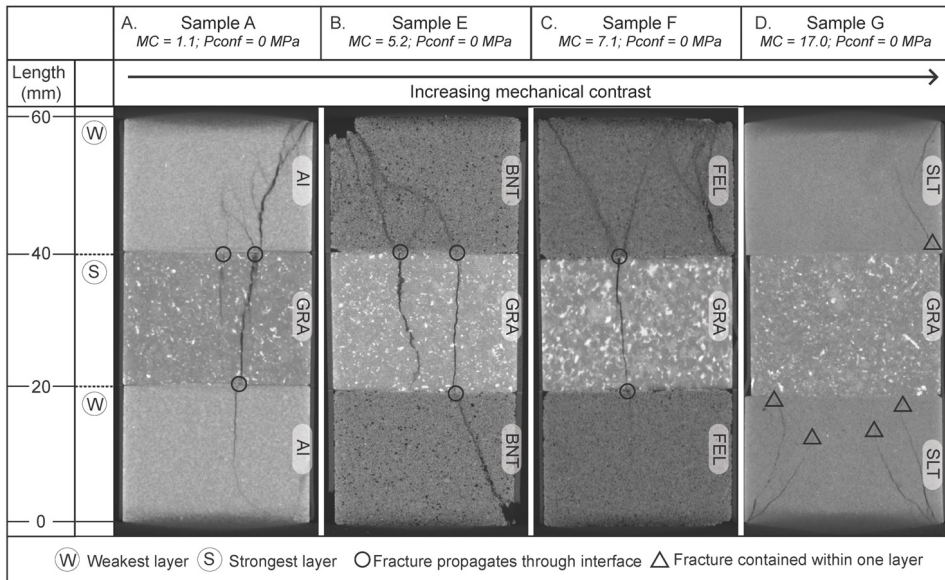 A. Sample A
MC = 1.1; Pconf = 0 MPa
B. Sample E
MC = 5.2; Pconf = 0 MPa
C. Sample F
MC = 7.1; Pconf = 0 MPa
D. Sample G
MC = 17.0; Pconf = 0 MPa
Length
(mm)
Increasing mechanical contrast
60
40
20
0
W
S
W
AI
GRA
AI
BNT
GRA
BNT
FEL
GRA
FEL
SLT
GRA
SLT
W Weakest layer S Strongest layer Fracture propagates through interface Fracture contained within one layer